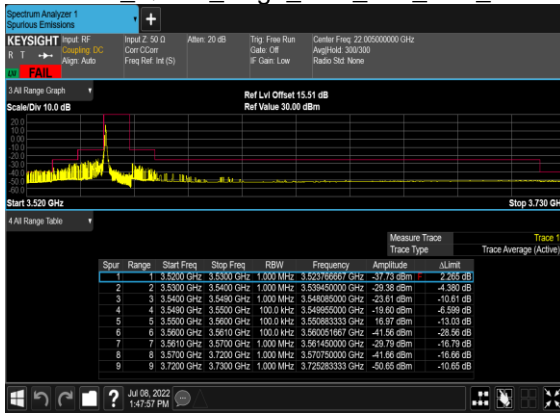 Spectrum Analyzer 1
Spurious Emissions
+
KEYSIGHT Input: RF Input Z: 50 Ω Atten: 20 dB Trig: Free Run Center Freq: 22.005000000 GHz
R T Coupling: DC Corr CCorr Gate: Off Avg|Hold: 300/300
Align: Auto Freq Ref: Int (S) IF Gain: Low Radio Std: None
FAIL
3 All Range Graph Ref Lvl Offset 15.51 dB
Scale/Div 10.0 dB Ref Value 30.00 dBm
20.0
10.0
0.00
-10.0
-20.0
-30.0
-40.0
-50.0
-60.0
Start 3.520 GHz Stop 3.730 GH
4 All Range Table
Measure Trace Trace 1
Trace Type Trace Average (Active)
Spur Range Start Freq Stop Freq RBW Frequency Amplitude ΔLimit
1 1 3.5200 GHz 3.5300 GHz 1.000 MHz 3.523766667 GHz -37.73 dBm 2.265 dB
2 2 3.5300 GHz 3.5400 GHz 1.000 MHz 3.539450000 GHz -29.38 dBm -4.380 dB
3 3 3.5400 GHz 3.5490 GHz 1.000 MHz 3.548085000 GHz -23.61 dBm -10.61 dB
4 4 3.5490 GHz 3.5500 GHz 100.0 kHz 3.549955000 GHz -19.60 dBm -6.599 dB
5 5 3.5500 GHz 3.5600 GHz 100.0 kHz 3.550883333 GHz 16.97 dBm -13.03 dB
6 6 3.5600 GHz 3.5610 GHz 100.0 kHz 3.560051667 GHz -41.56 dBm -28.56 dB
7 7 3.5610 GHz 3.5700 GHz 1.000 MHz 3.561450000 GHz -29.79 dBm -16.79 dB
8 8 3.5700 GHz 3.7200 GHz 1.000 MHz 3.570750000 GHz -41.66 dBm -16.66 dB
9 9 3.7200 GHz 3.7300 GHz 1.000 MHz 3.725283333 GHz -50.65 dBm -10.65 dB
? Jul 08, 2022
1:47:57 PM